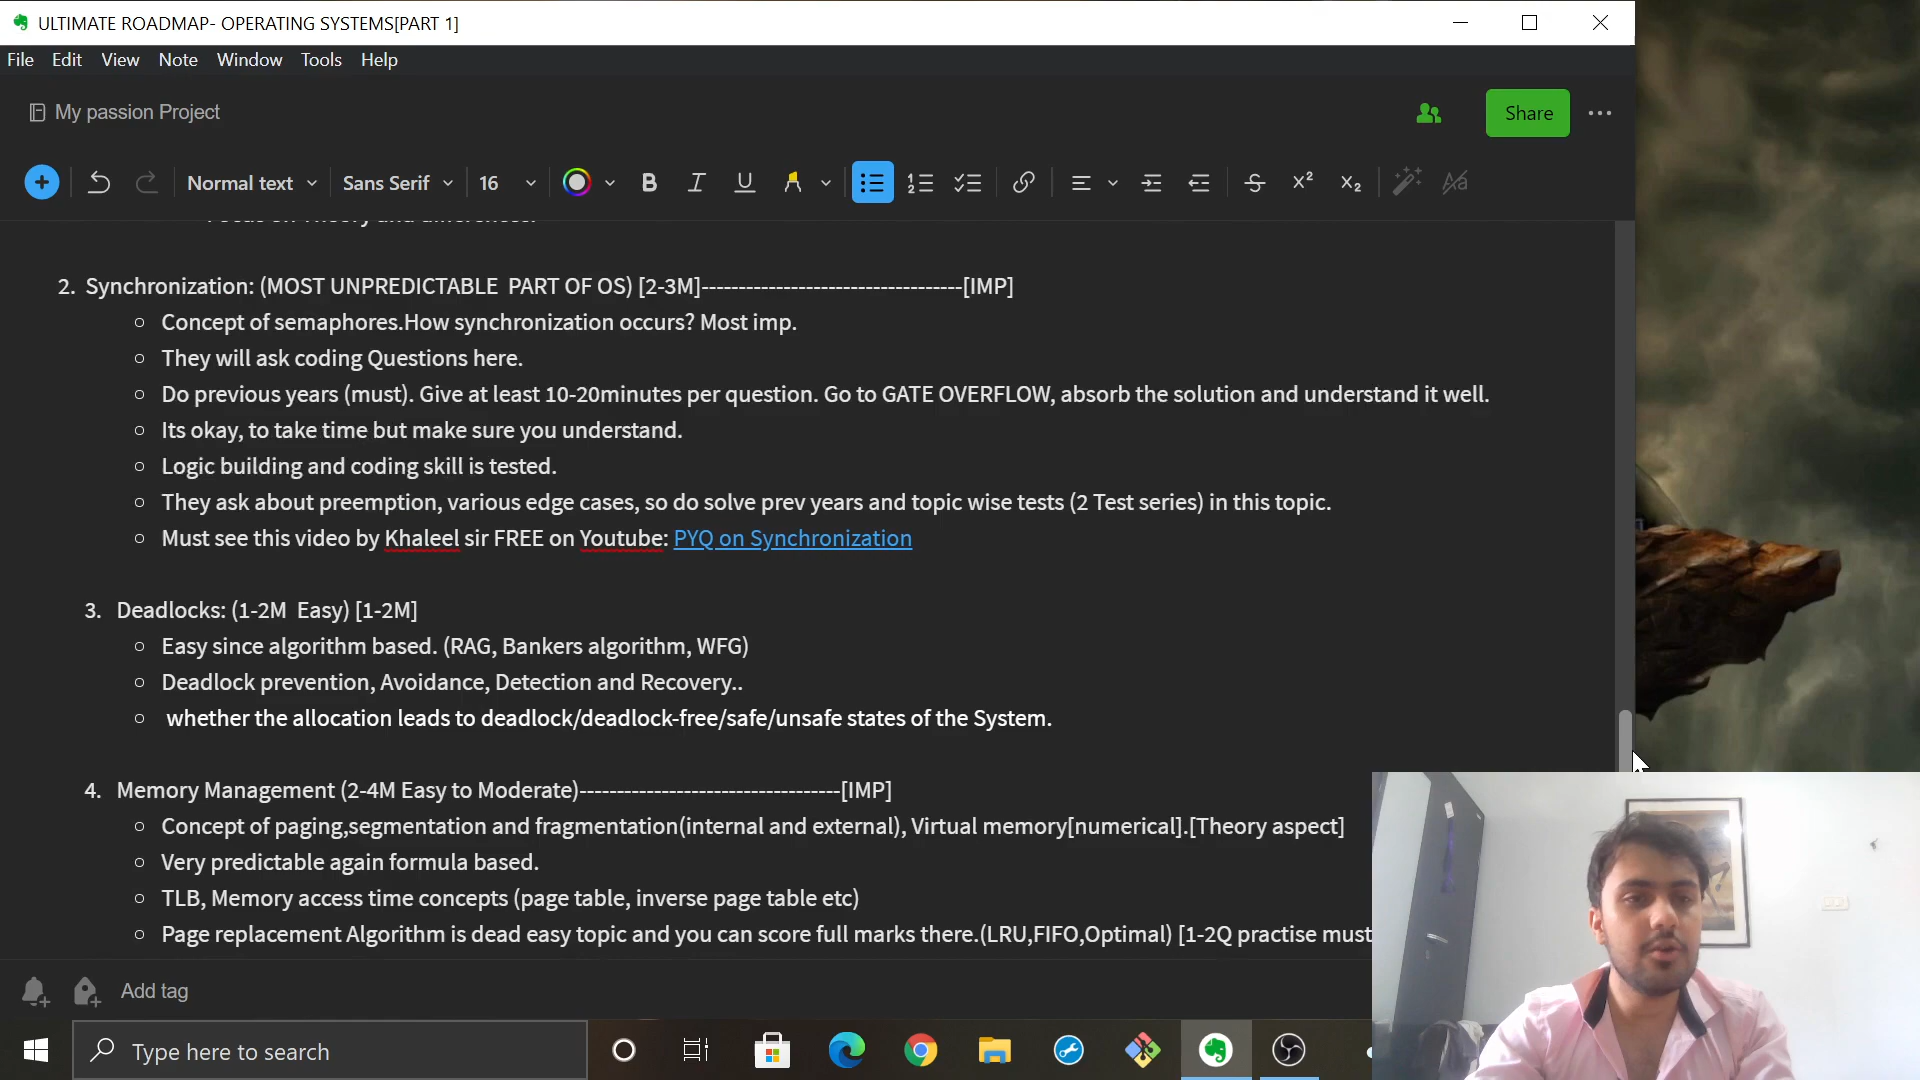 ULTIMATE ROADMAP- OPERATING SYSTEMS[PART 1]
File Edit View Note Window Tools Help
My passion Project
Share
Normal text Sans Serif 16
Focus on Theory and differences.
2. Synchronization: (MOST UNPREDICTABLE PART OF OS) [2-3M]-----------------------------------[IMP]
Concept of semaphores.How synchronization occurs? Most imp.
They will ask coding Questions here.
Do previous years (must). Give at least 10-20minutes per question. Go to GATE OVERFLOW, absorb the solution and understand it well.
Its okay, to take time but make sure you understand.
Logic building and coding skill is tested.
They ask about preemption, various edge cases, so do solve prev years and topic wise tests (2 Test series) in this topic.
Must see this video by Khaleel sir FREE on Youtube: PYQ on Synchronization
3. Deadlocks: (1-2M Easy) [1-2M]
Easy since algorithm based. (RAG, Bankers algorithm, WFG)
Deadlock prevention, Avoidance, Detection and Recovery..
whether the allocation leads to deadlock/deadlock-free/safe/unsafe states of the System.
4. Memory Management (2-4M Easy to Moderate)-----------------------------------[IMP]
Concept of paging,segmentation and fragmentation(internal and external), Virtual memory[numerical].[Theory aspect]
Very predictable again formula based.
TLB, Memory access time concepts (page table, inverse page table etc)
Page replacement Algorithm is dead easy topic and you can score full marks there.(LRU,FIFO,Optimal) [1-2Q practise must
Add tag
Type here to search